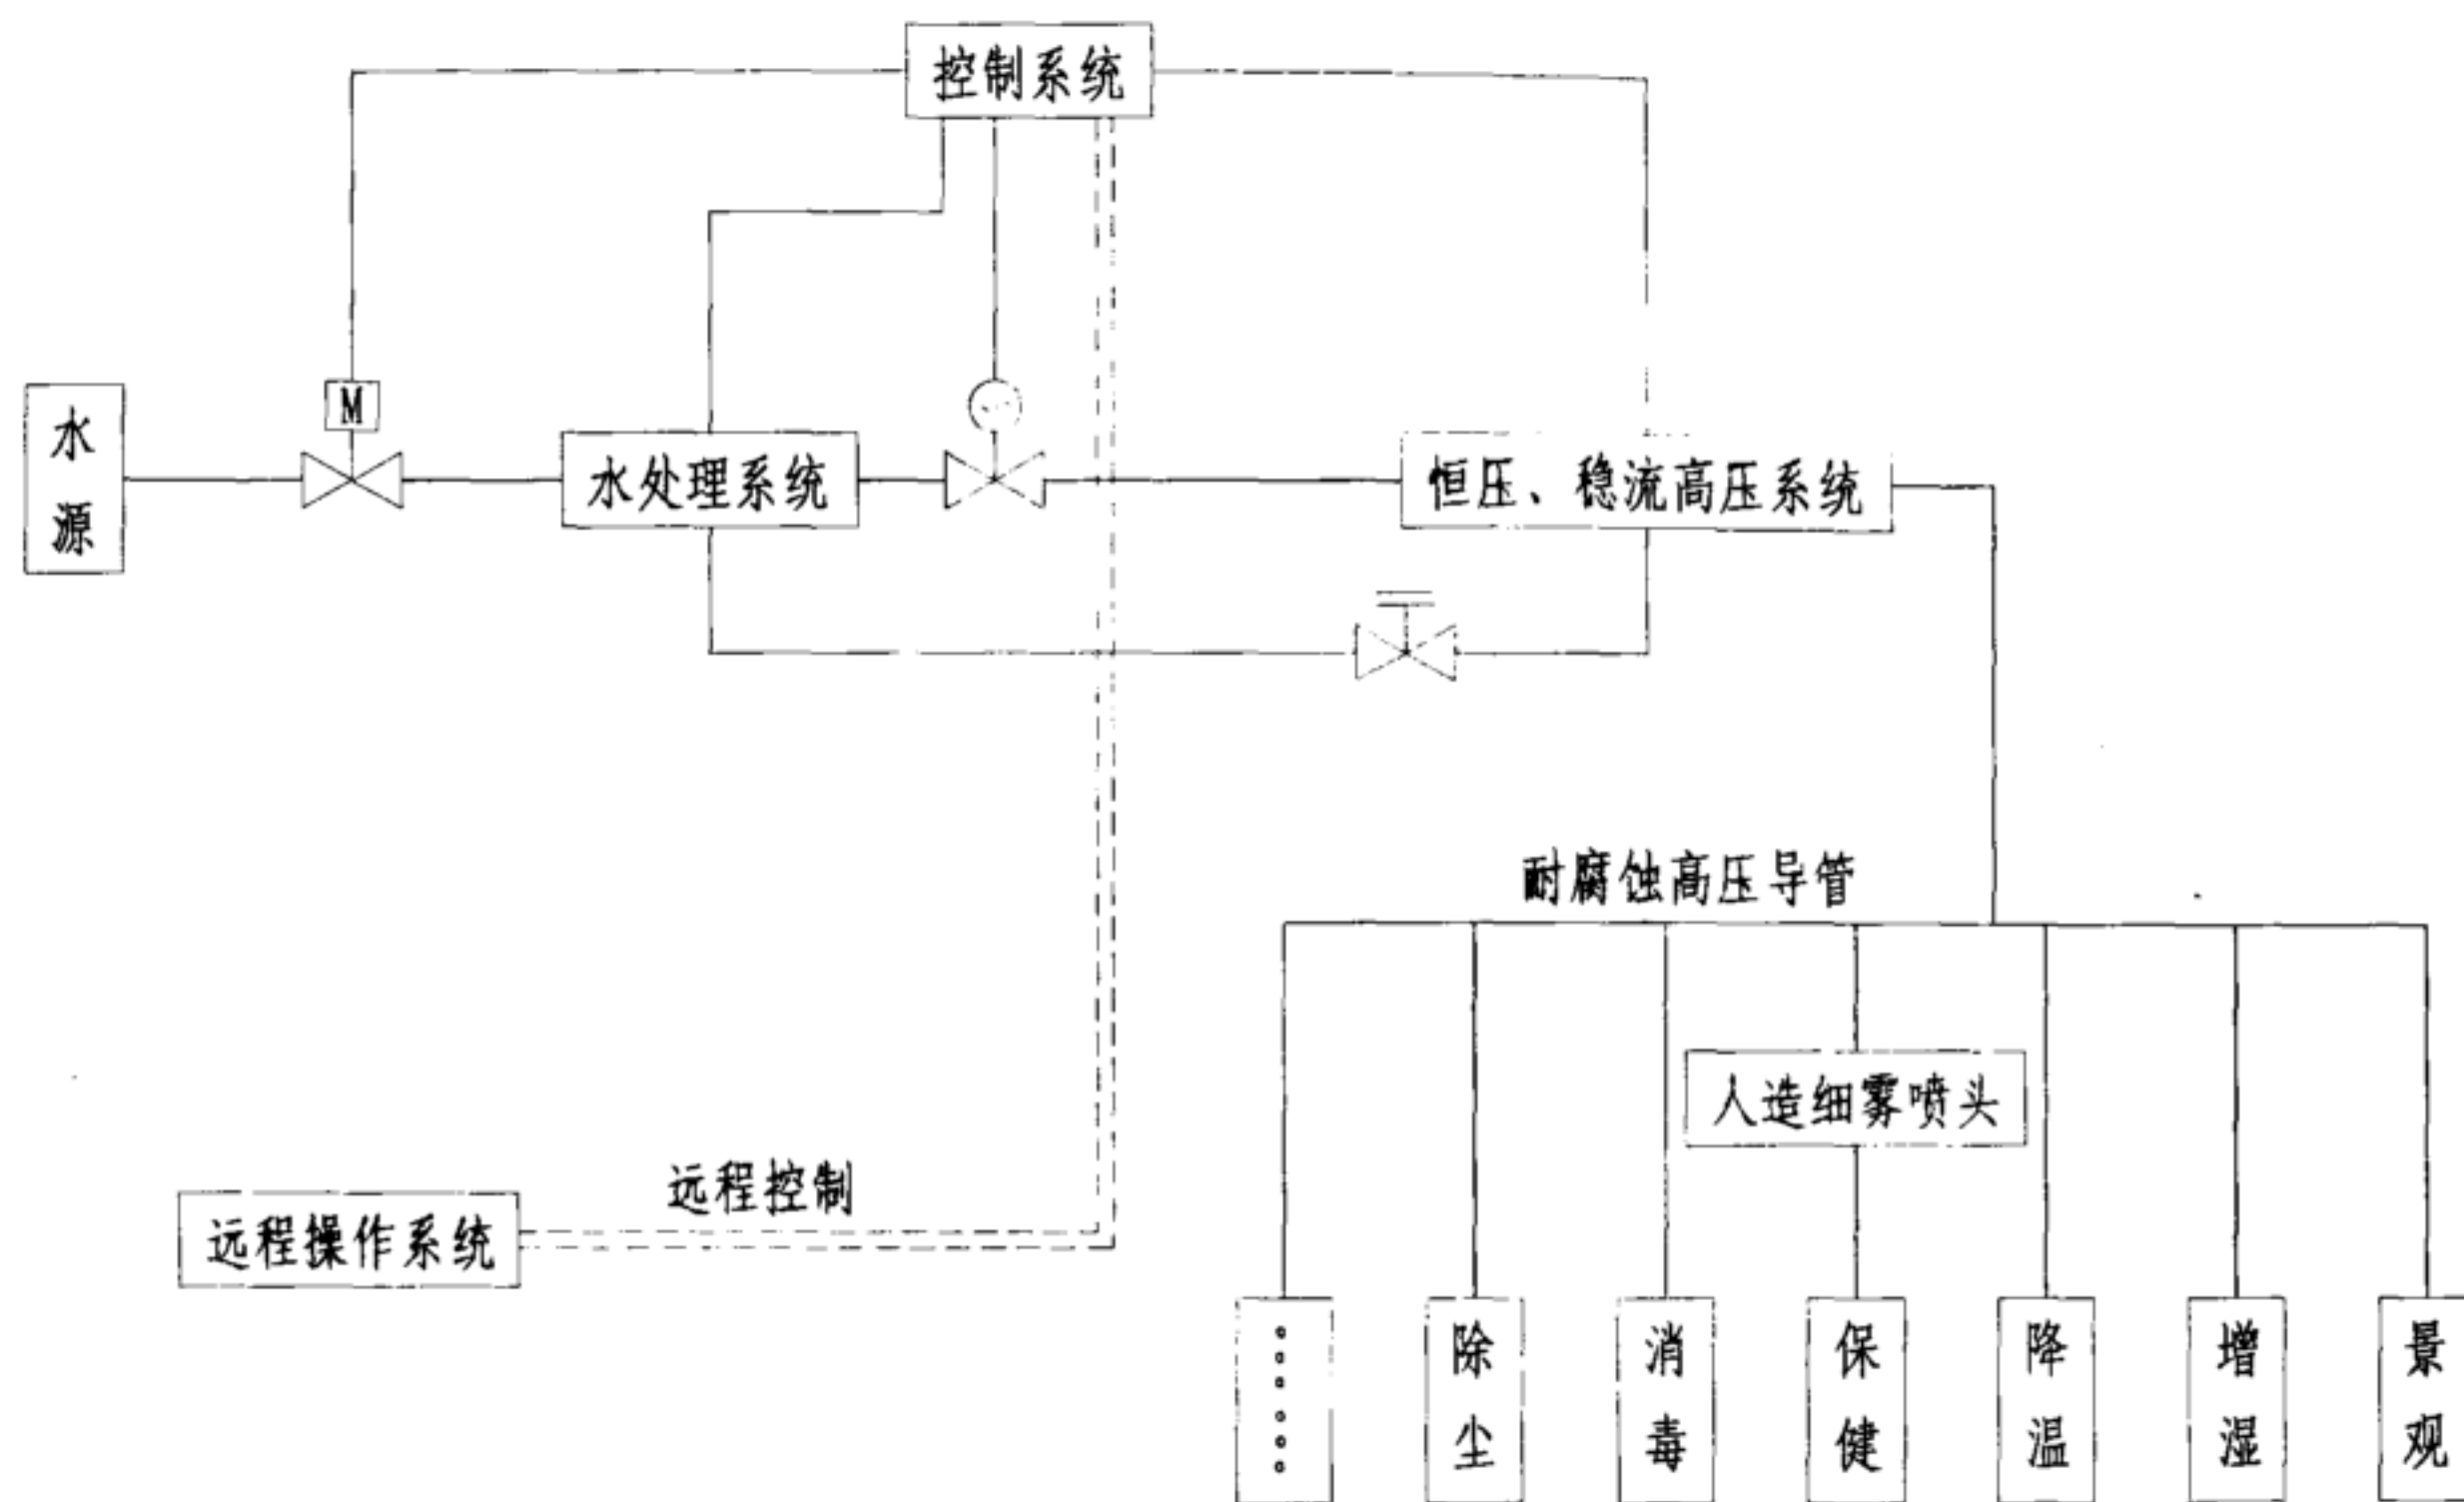 控制系统
M
水源
水处理系统
恒压、稳流高压系统
耐腐蚀高压导管
人造细雾喷头
远程控制
远程操作系统
除尘
消毒
保健
降温
增湿
景观